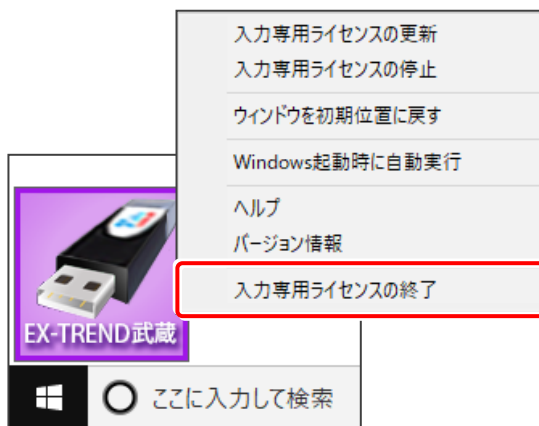 入力専用ライセンスの更新
入力専用ライセンスの停止
ウィンドウを初期位置に戻す
Windows起動時に自動実行
ヘルプ
バージョン情報
入力専用ライセンスの終了
EX-TREND武蔵
ここに入力して検索